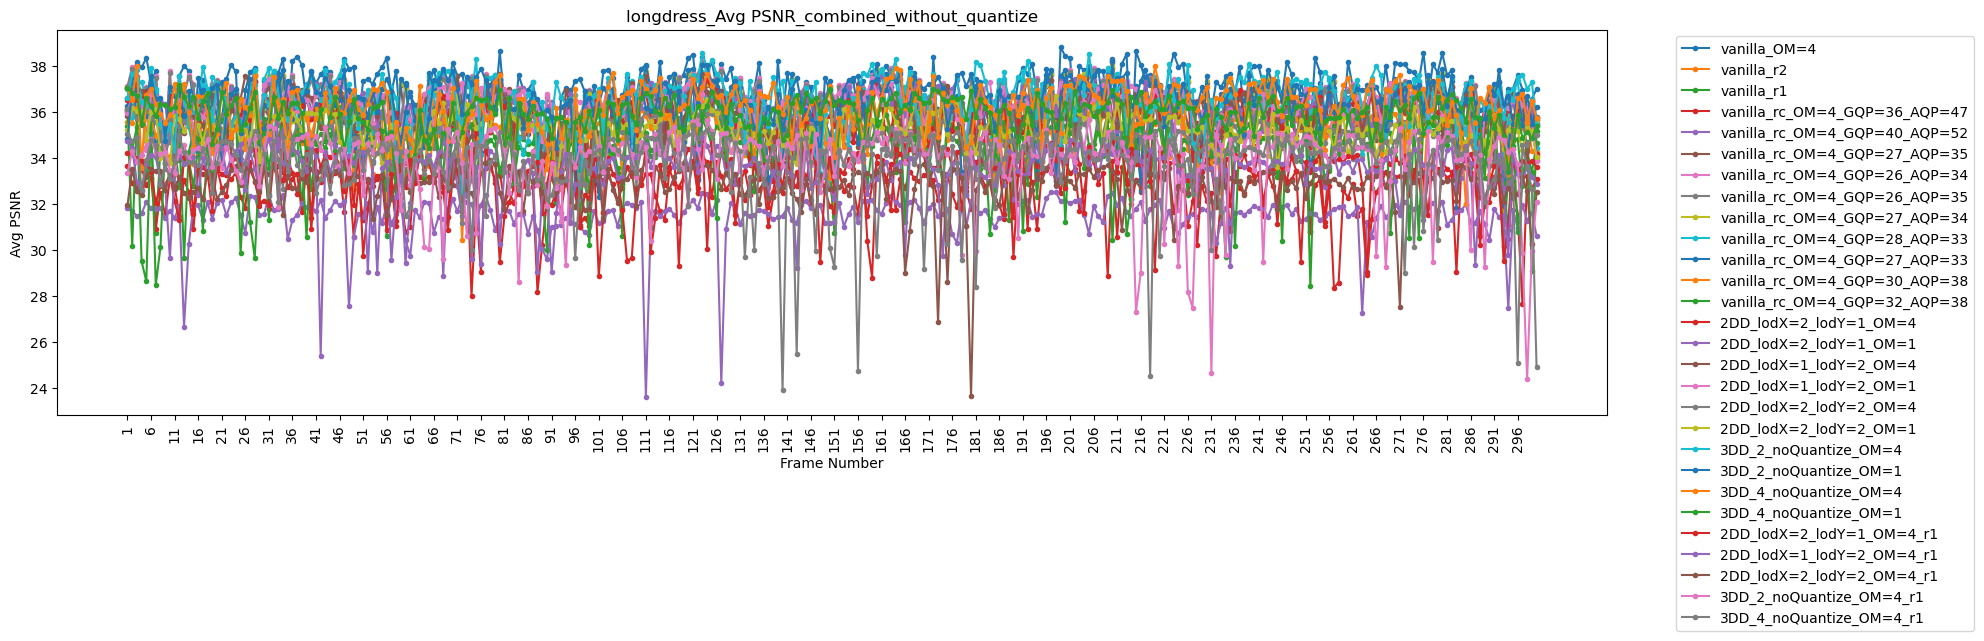 longdress_Avg PSNR_combined_without_quantize
Avg PSNR
38
36
34
32
30
28
26
24
1 6 11 16 21 26 31 36 41 46 51 56 61 66 71 76 81 86 91 96 101 106 111 116 121 126 131 136 141 146 151 156 161 166 171 176 181 186 191 196 201 206 211 216 221 226 231 236 241 246 251 256 261 266 271 276 281 286 291 296
Frame Number
vanilla_OM=4
vanilla_r2
vanilla_r1
vanilla_rc_OM=4_GQP=36_AQP=47
vanilla_rc_OM=4_GQP=40_AQP=52
vanilla_rc_OM=4_GQP=27_AQP=35
vanilla_rc_OM=4_GQP=26_AQP=34
vanilla_rc_OM=4_GQP=26_AQP=35
vanilla_rc_OM=4_GQP=27_AQP=34
vanilla_rc_OM=4_GQP=28_AQP=33
vanilla_rc_OM=4_GQP=27_AQP=33
vanilla_rc_OM=4_GQP=30_AQP=38
vanilla_rc_OM=4_GQP=32_AQP=38
2DD_lodX=2_lodY=1_OM=4
2DD_lodX=2_lodY=1_OM=1
2DD_lodX=1_lodY=2_OM=4
2DD_lodX=1_lodY=2_OM=1
2DD_lodX=2_lodY=2_OM=4
2DD_lodX=2_lodY=2_OM=1
3DD_2_noQuantize_OM=4
3DD_2_noQuantize_OM=1
3DD_4_noQuantize_OM=4
3DD_4_noQuantize_OM=1
2DD_lodX=2_lodY=1_OM=4_r1
2DD_lodX=1_lodY=2_OM=4_r1
2DD_lodX=2_lodY=2_OM=4_r1
3DD_2_noQuantize_OM=4_r1
3DD_4_noQuantize_OM=4_r1